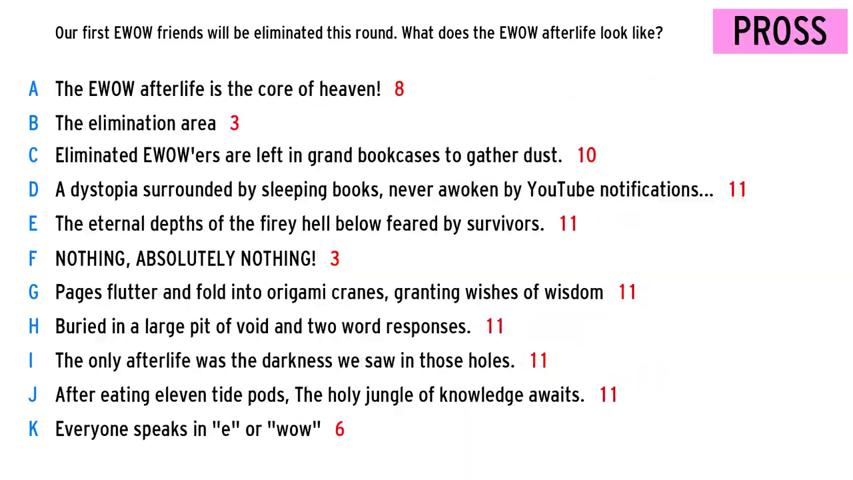 Our first EWOW friends will be eliminated this round. What does the EWOW afterlife look like?
PROSS
A The EWOW afterlife is the core of heaven! 8
B The elimination area 3
C Eliminated EWOW'ers are left in grand bookcases to gather dust. 10
D A dystopia surrounded by sleeping books, never awoken by YouTube notifications... 11
E The eternal depths of the firey hell below feared by survivors. 11
F NOTHING, ABSOLUTELY NOTHING! 3
G Pages flutter and fold into origami cranes, granting wishes of wisdom 11
H Buried in a large pit of void and two word responses. 11
I The only afterlife was the darkness we saw in those holes. 11
J After eating eleven tide pods, The holy jungle of knowledge awaits. 11
K Everyone speaks in "e" or "wow" 6